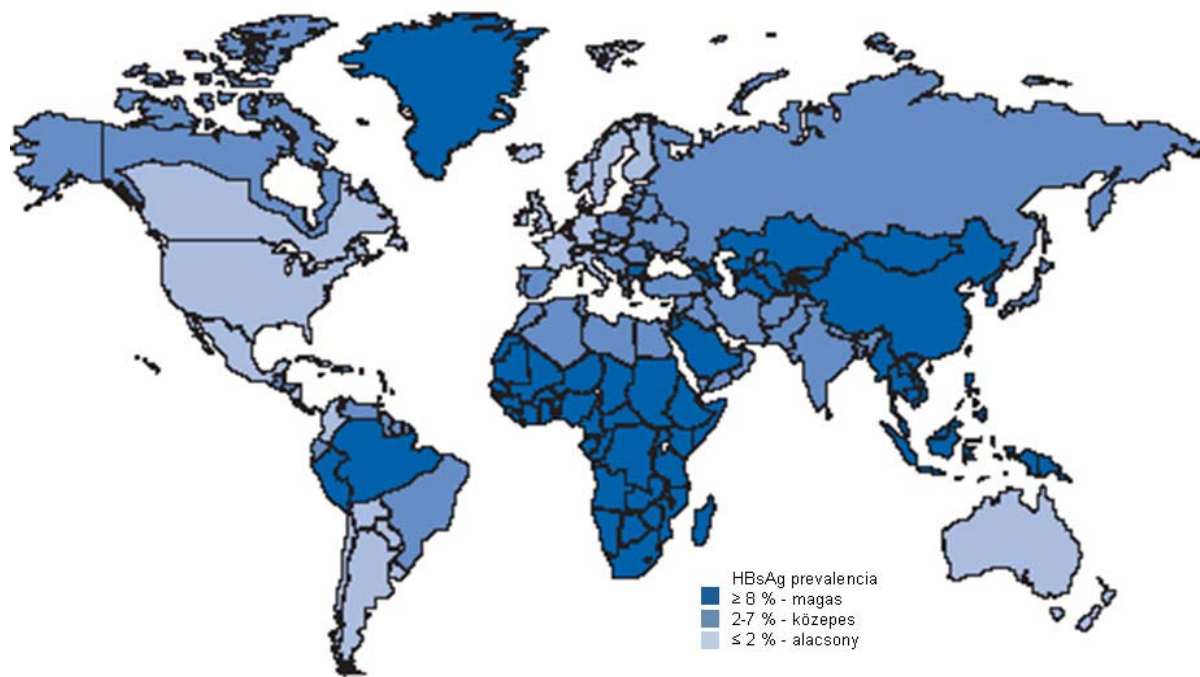 HBsAg prevalencia
≥ 8 % - magas
2-7 % - közepes
≤ 2 % - alacsony